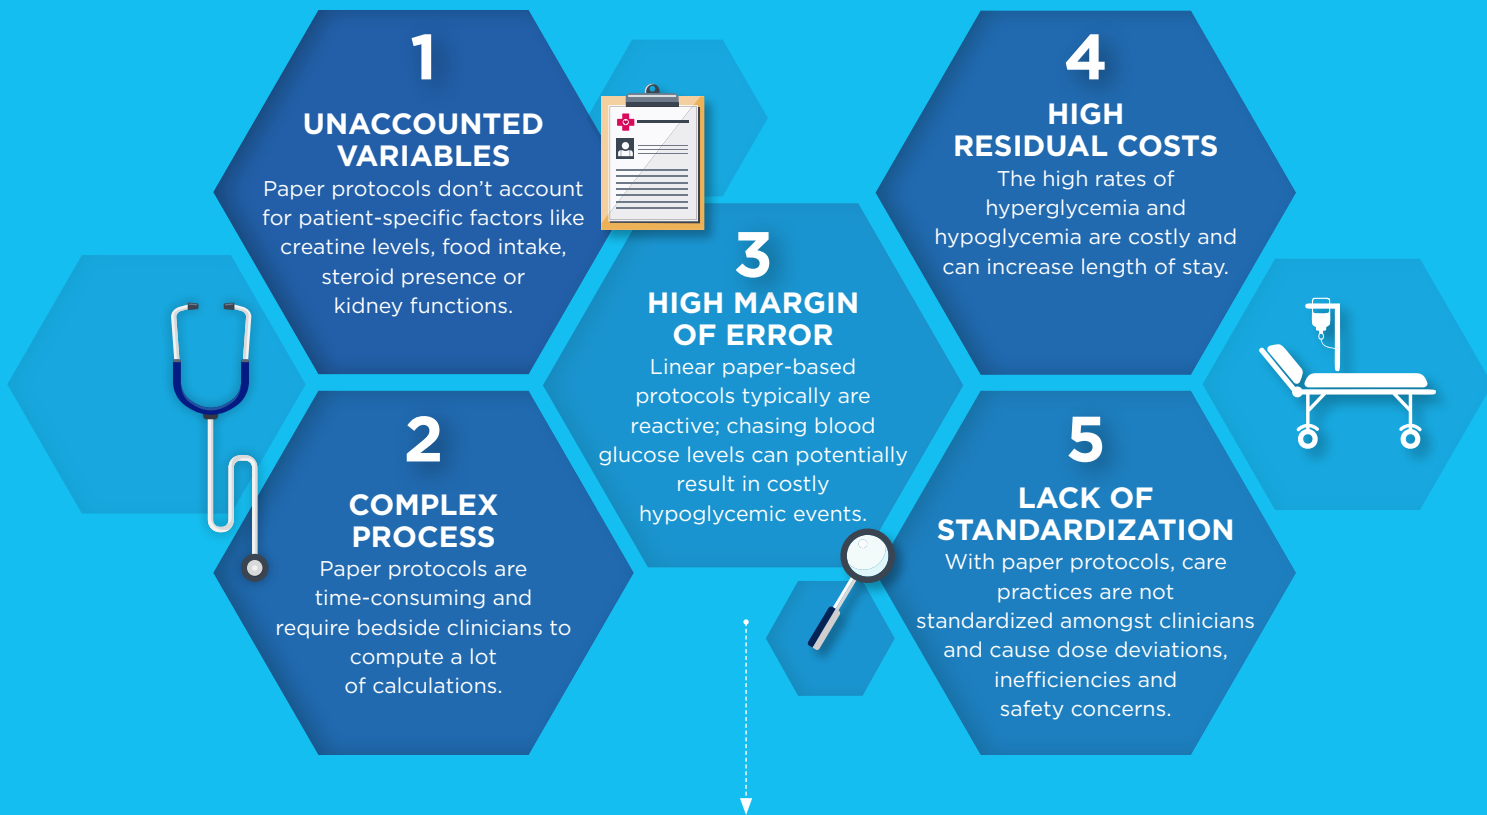 1
UNACCOUNTED
VARIABLES
Paper protocols don’t account
for patient-specific factors like
creatine levels, food intake,
steroid presence or
kidney functions.
2
COMPLEX
PROCESS
Paper protocols are
time-consuming and
require bedside clinicians to
compute a lot
of calculations.
3
HIGH MARGIN
OF ERROR
Linear paper-based
protocols typically are
reactive; chasing blood
glucose levels can potentially
result in costly
hypoglycemic events.
4
HIGH
RESIDUAL COSTS
The high rates of
hyperglycemia and
hypoglycemia are costly and
can increase length of stay.
5
LACK OF
STANDARDIZATION
With paper protocols, care
practices are not
standardized amongst clinicians
and cause dose deviations,
inefficiencies and
safety concerns.